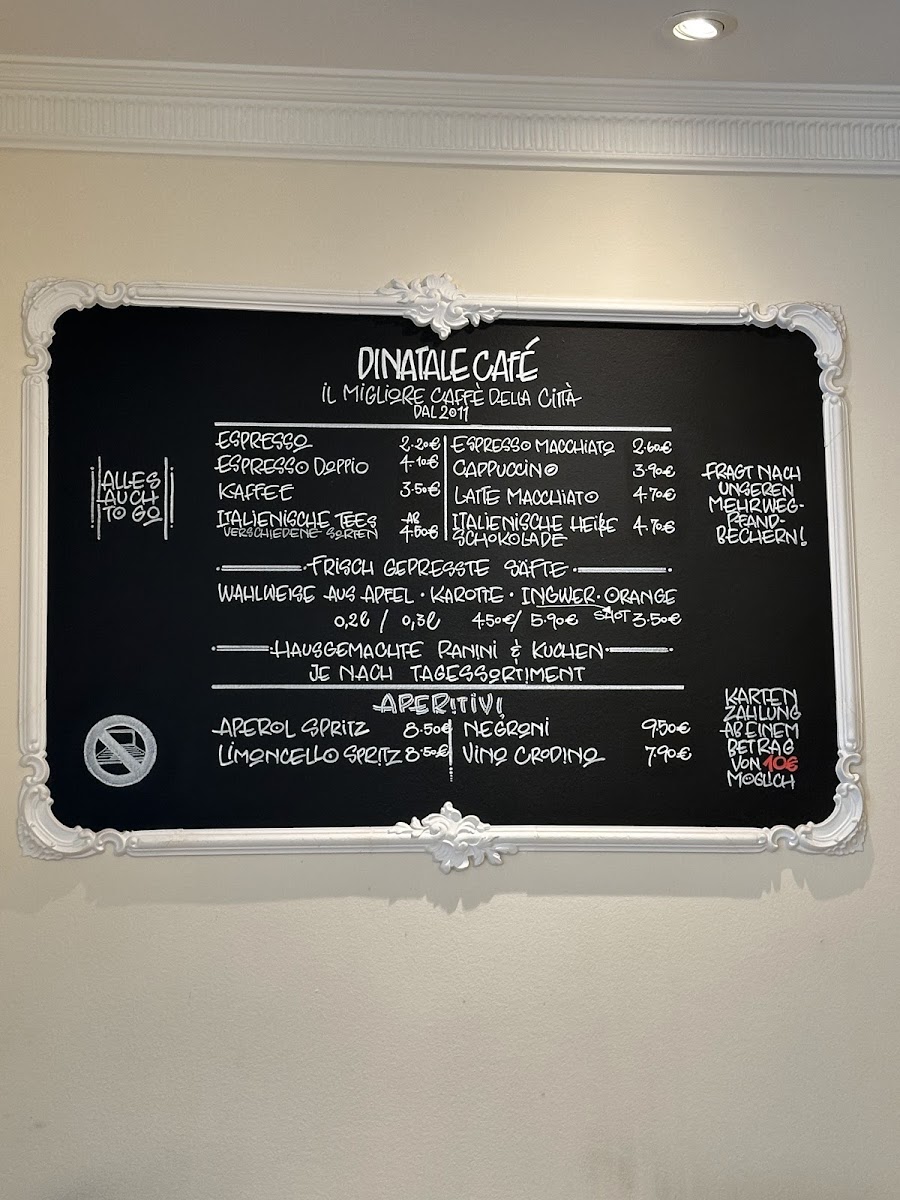 DINATALE CAFÉ
IL MIGLIORE CAFFÈ DELLA CITTÀ
DAL 2011
ALLES
AUCH
TO GO
ESPRESSO 2.20€
ESPRESSO DOPPIO 4.10€
KAFFEE 3.50€
ITALIENISCHE TEES AB
VERSCHIEDENE SORTEN 4.50€
ESPRESSO MACCHIATO 2.60€
CAPPUCCINO 3.90€
LATTE MACCHIATO 4.70€
ITALIENISCHE HEIẞE 4.70€
SCHOKOLADE
FRAGT NACH
UNSEREN
MEHRWEG-
PFAND-
BECHERN!
FRISCH GEPRESSTE SÄFTE
WAHLWEISE AUS APFEL · KAROTTE · INGWER · ORANGE
0,2l / 0,3l 4.50€/ 5.90€ SHOT 3.50€
HAUSGEMACHTE PANINI & KUCHEN
JE NACH TAGESSORTIMENT
APERITIVI
APEROL SPRITZ 8.50€
LIMONCELLO SPRITZ 8.50€
NEGRONI 9.50€
VINO CRODINO 7.90€
KARTEN
ZAHLUNG
AB EINEM
BETRAG
VON 10€
MÖGLICH